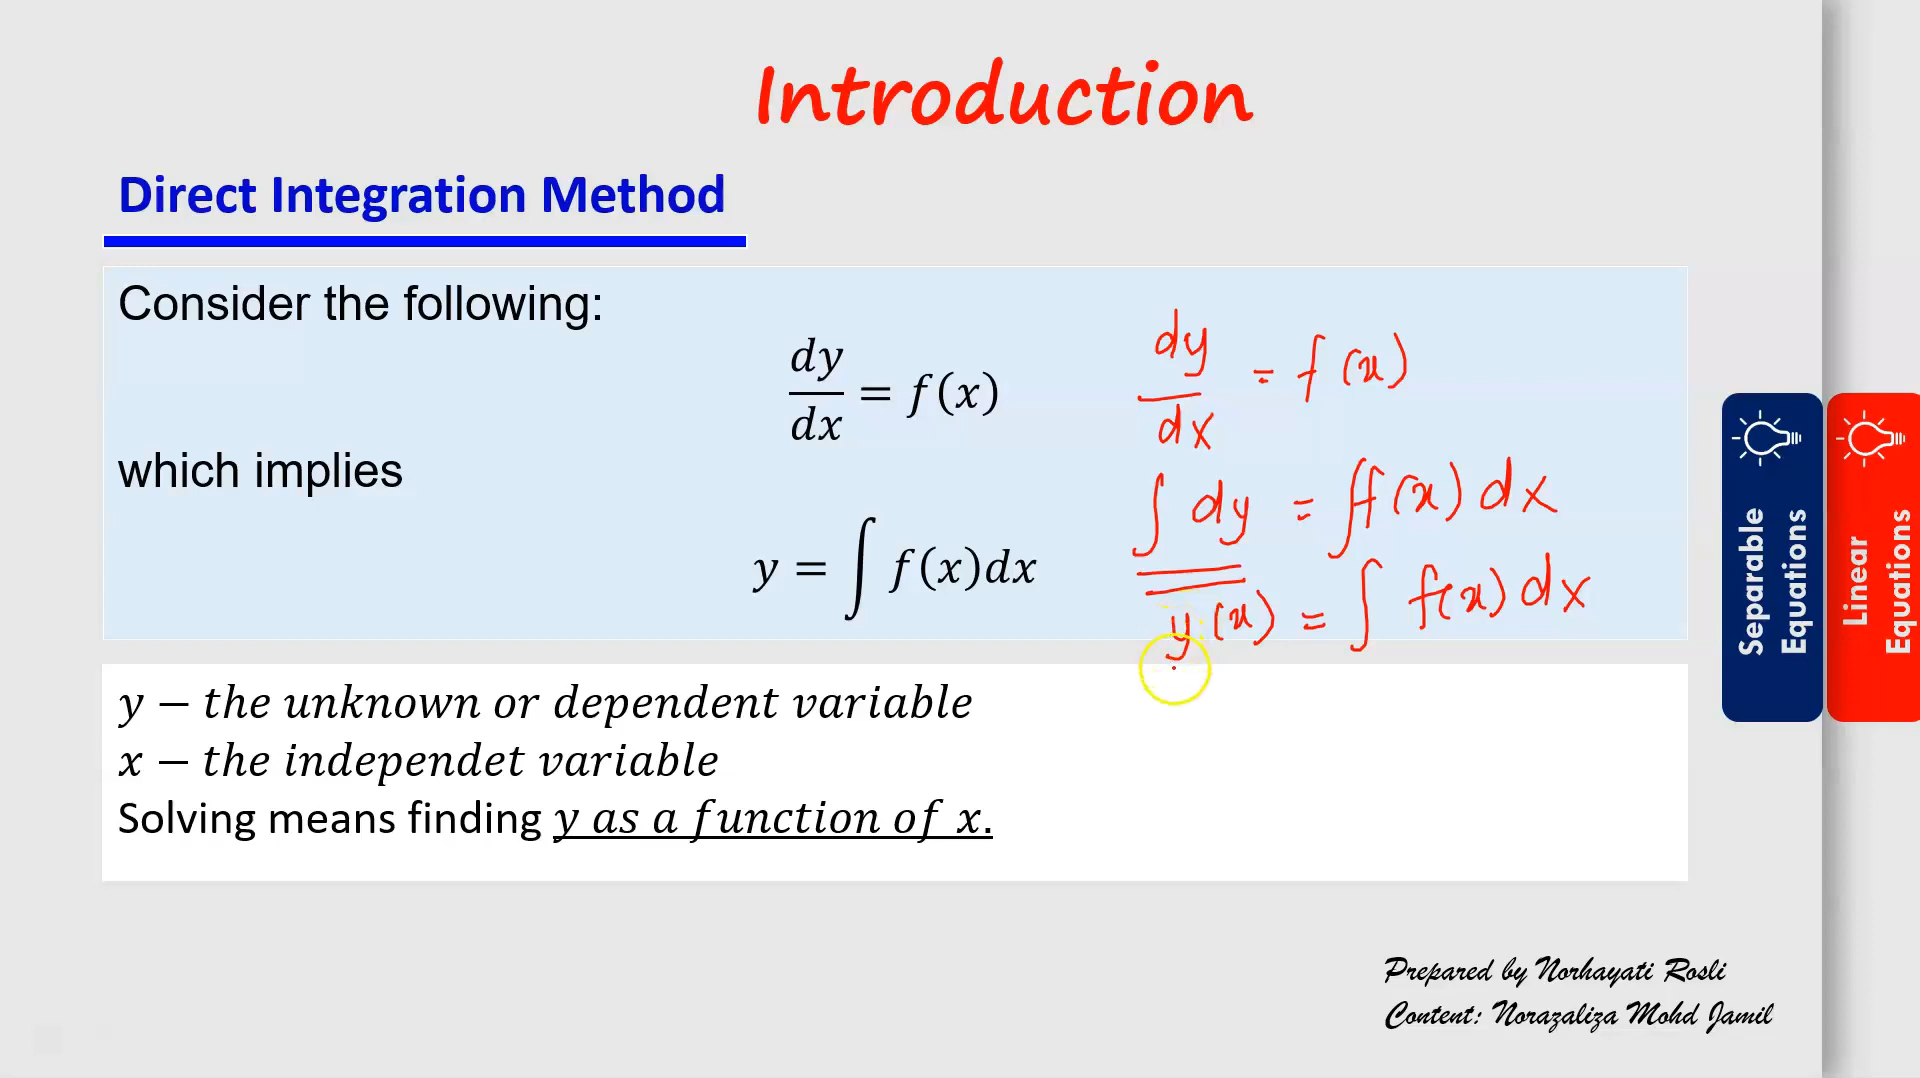 Introduction
Direct Integration Method
Consider the following:
dy/dx = f(x)
which implies
y = ∫ f(x)dx
dy/dx = f(x)
∫ dy = ∫f(x) dx
y(x) = ∫ f(x) dx
y − the unknown or dependent variable
x − the independet variable
Solving means finding y as a function of x.
Separable
Equations
Linear
Equations
Prepared by Norhayati Rosli
Content: Norazaliza Mohd Jamil